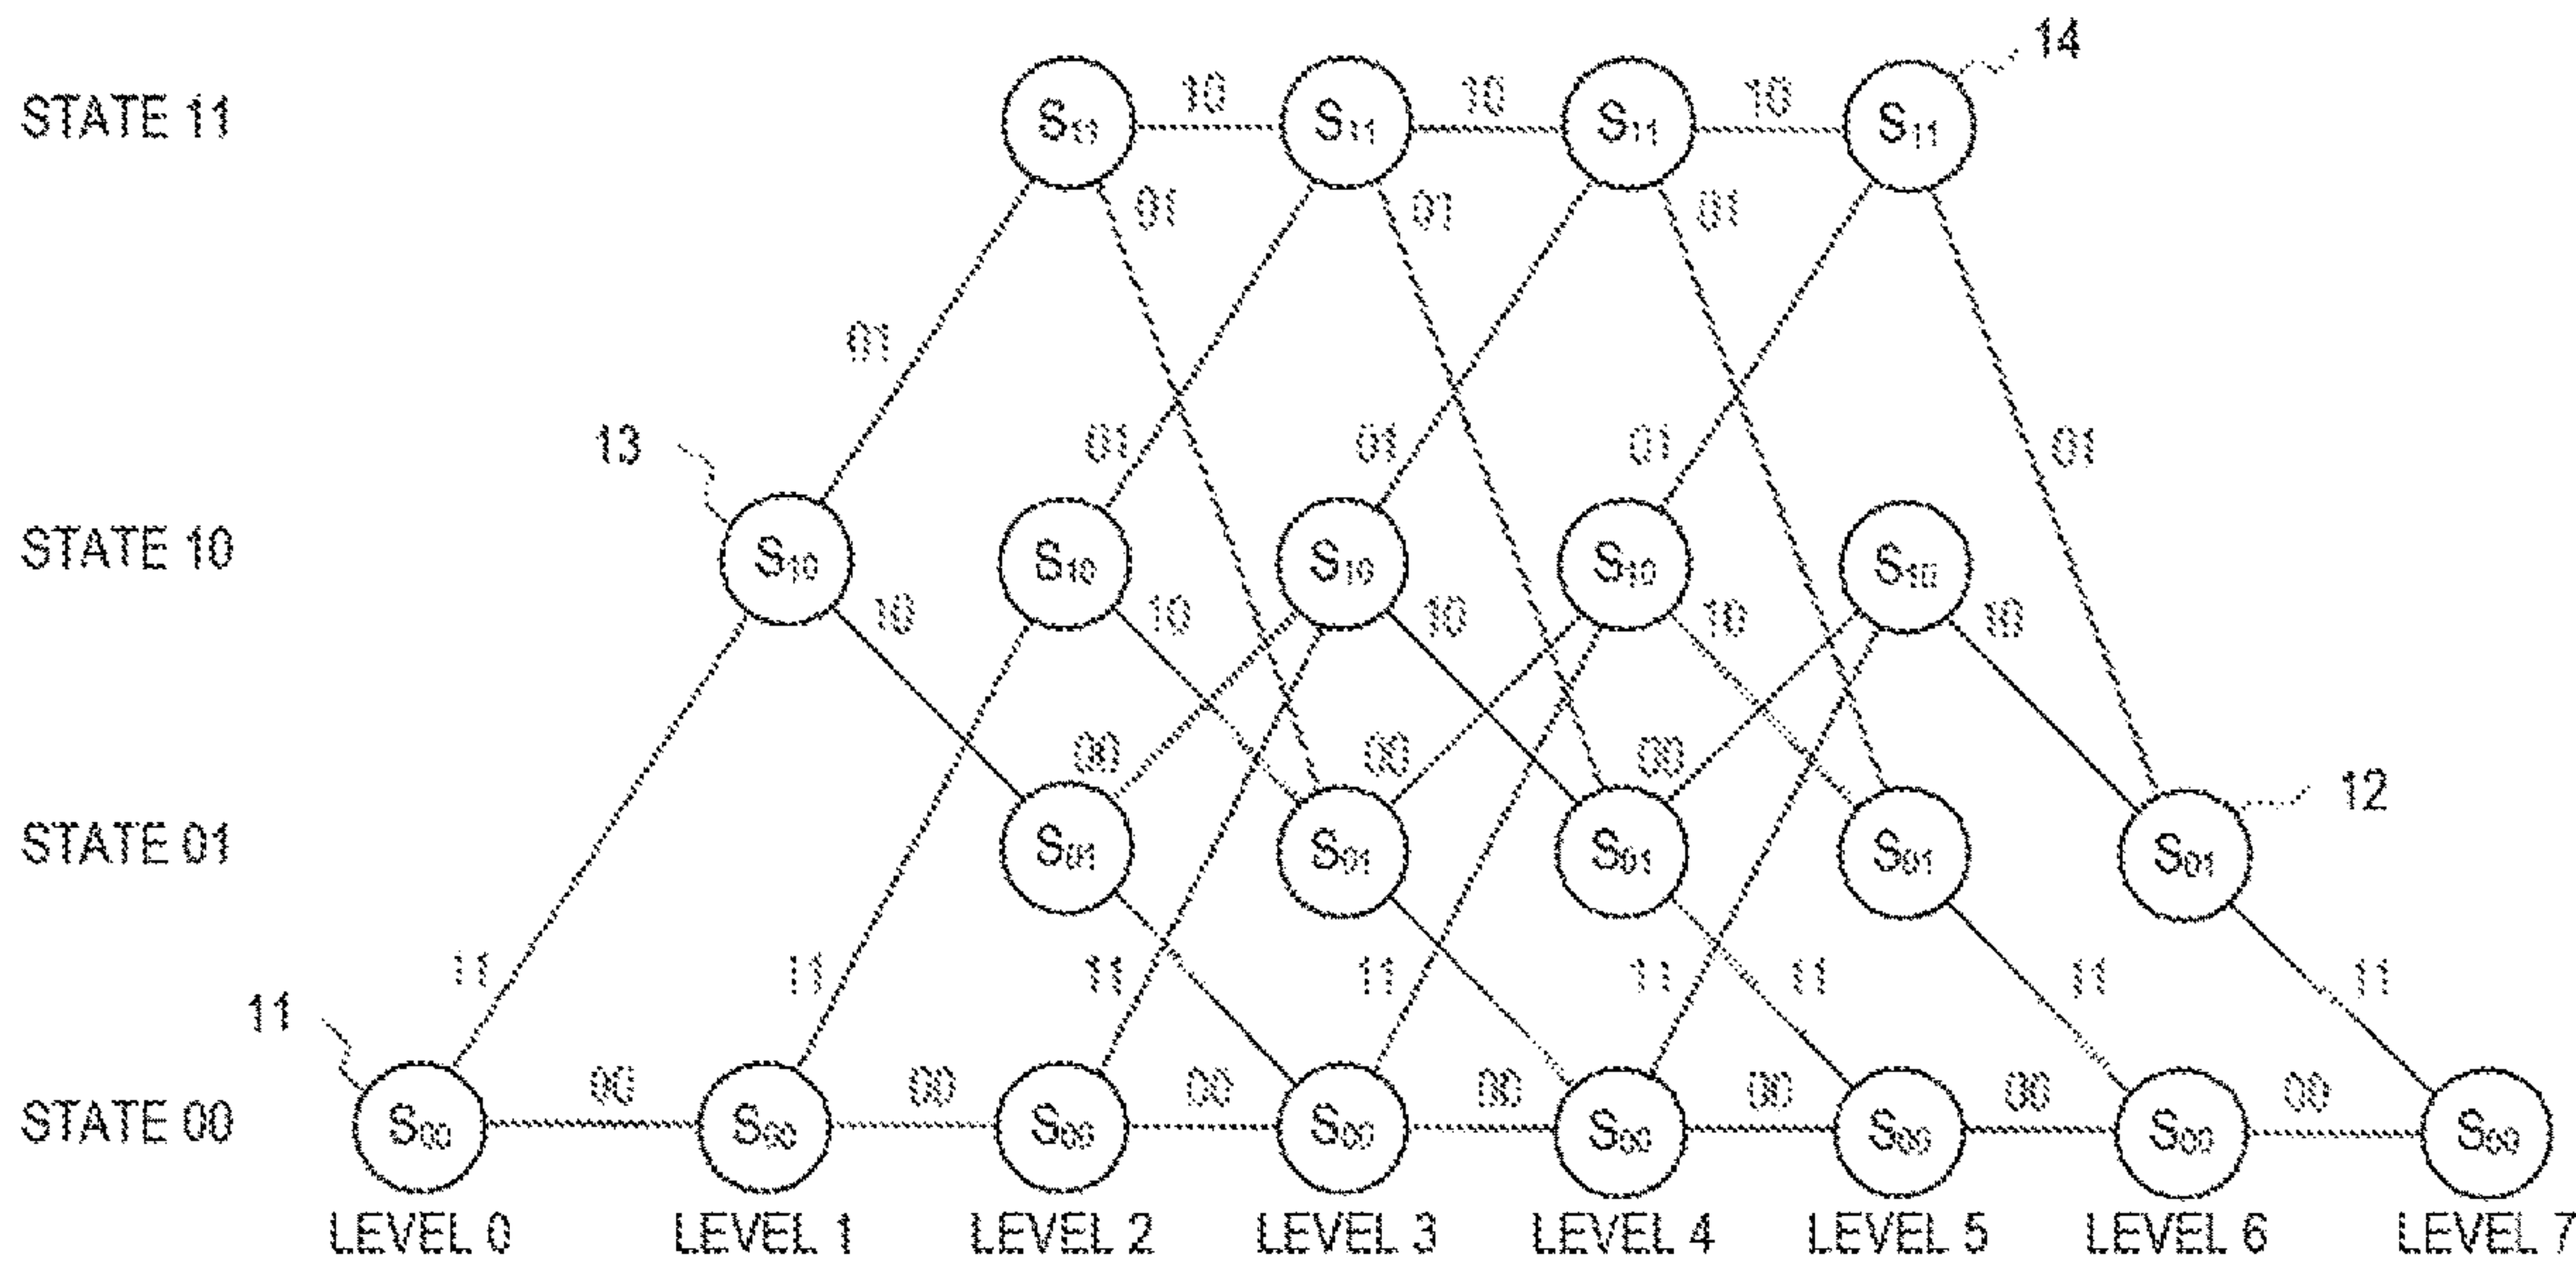 14
STATE 11 S11 10 S11 10 S11 10 S11
01 01 01
01
13 01 01 01 01
STATE 10 S10 S10 S10 S10 S10
10 10 10 10 10
00 00 00
12
STATE 01 S01 S01 S01 S01 S01
11 11 11 11 11 11 11 11
11
STATE 00 S00 00 S00 00 S00 00 S00 00 S00 00 S00 00 S00 00 S00
LEVEL 0 LEVEL 1 LEVEL 2 LEVEL 3 LEVEL 4 LEVEL 5 LEVEL 6 LEVEL 7